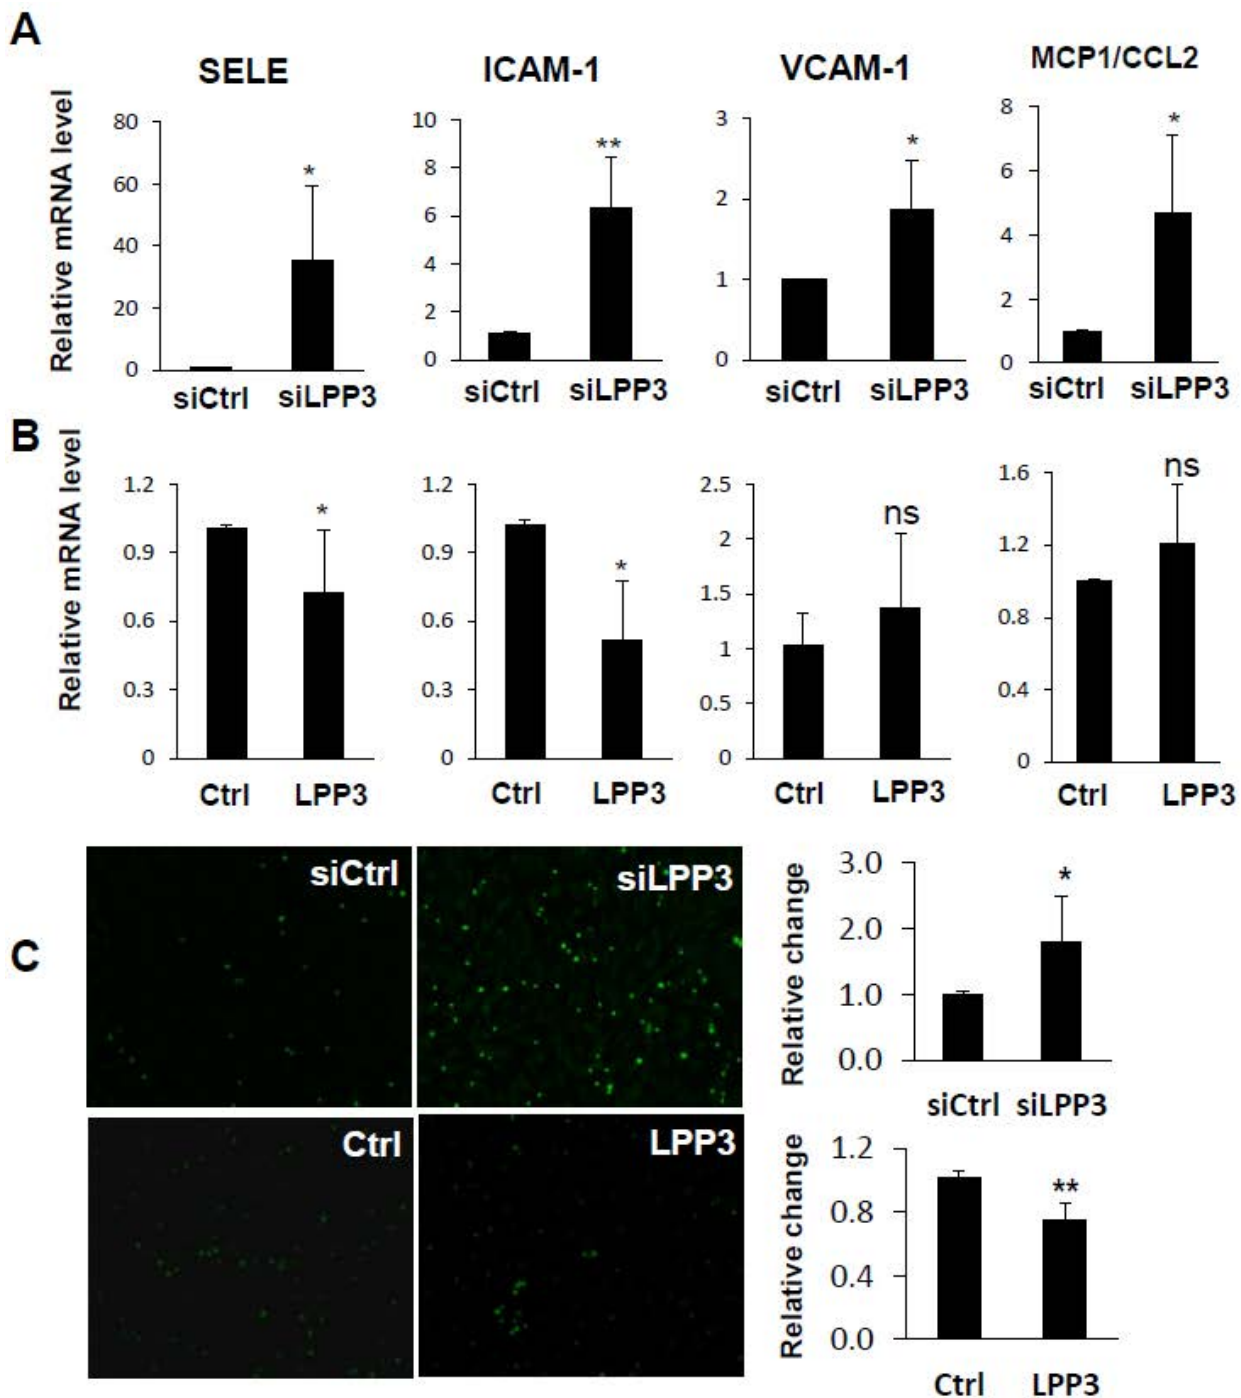 A
SELE
ICAM-1
VCAM-1
MCP1/CCL2
Relative mRNA level
80
60
40
20
0
*
siCtrl
siLPP3
10
8
6
4
2
0
**
siCtrl
siLPP3
3
2
1
0
*
siCtrl
siLPP3
8
6
4
2
0
*
siCtrl
siLPP3
B
Relative mRNA level
1.2
0.9
0.6
0.3
0
*
Ctrl
LPP3
1.2
0.9
0.6
0.3
0
*
Ctrl
LPP3
2.5
2
1.5
1
0.5
0
ns
Ctrl
LPP3
1.6
1.2
0.8
0.4
0
ns
Ctrl
LPP3
C
siCtrl
siLPP3
Relative change
3.0
2.0
1.0
0.0
*
siCtrl
siLPP3
Ctrl
LPP3
Relative change
1.2
0.8
0.4
0.0
**
Ctrl
LPP3